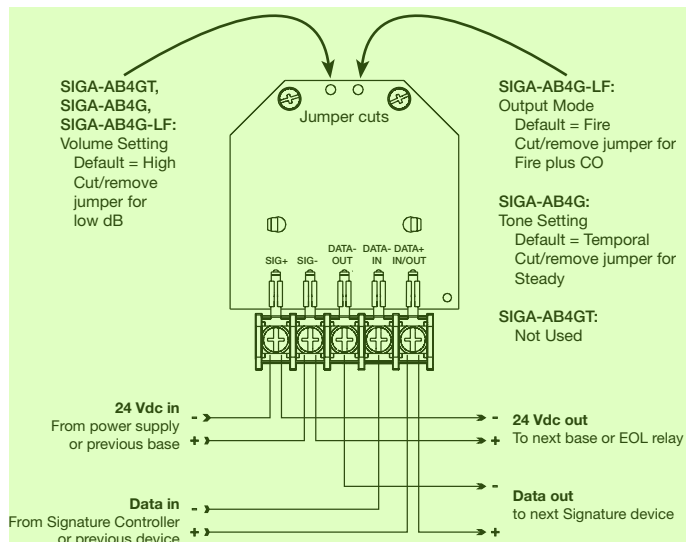 SIGA-AB4GT,
SIGA-AB4G,
SIGA-AB4G-LF:
Volume Setting
Default = High
Cut/remove
jumper for
low dB
Jumper cuts
SIGA-AB4G-LF:
Output Mode
Default = Fire
Cut/remove jumper for
Fire plus CO
SIGA-AB4G:
Tone Setting
Default = Temporal
Cut/remove jumper for
Steady
SIGA-AB4GT:
Not Used
SIG+ SIG- DATA- OUT DATA- IN DATA+ IN/OUT
24 Vdc in
From power supply
or previous base
-
+
- 24 Vdc out
+ To next base or EOL relay
Data in
From Signature Controller
or previous device
-
+
-
Data out
to next Signature device
+